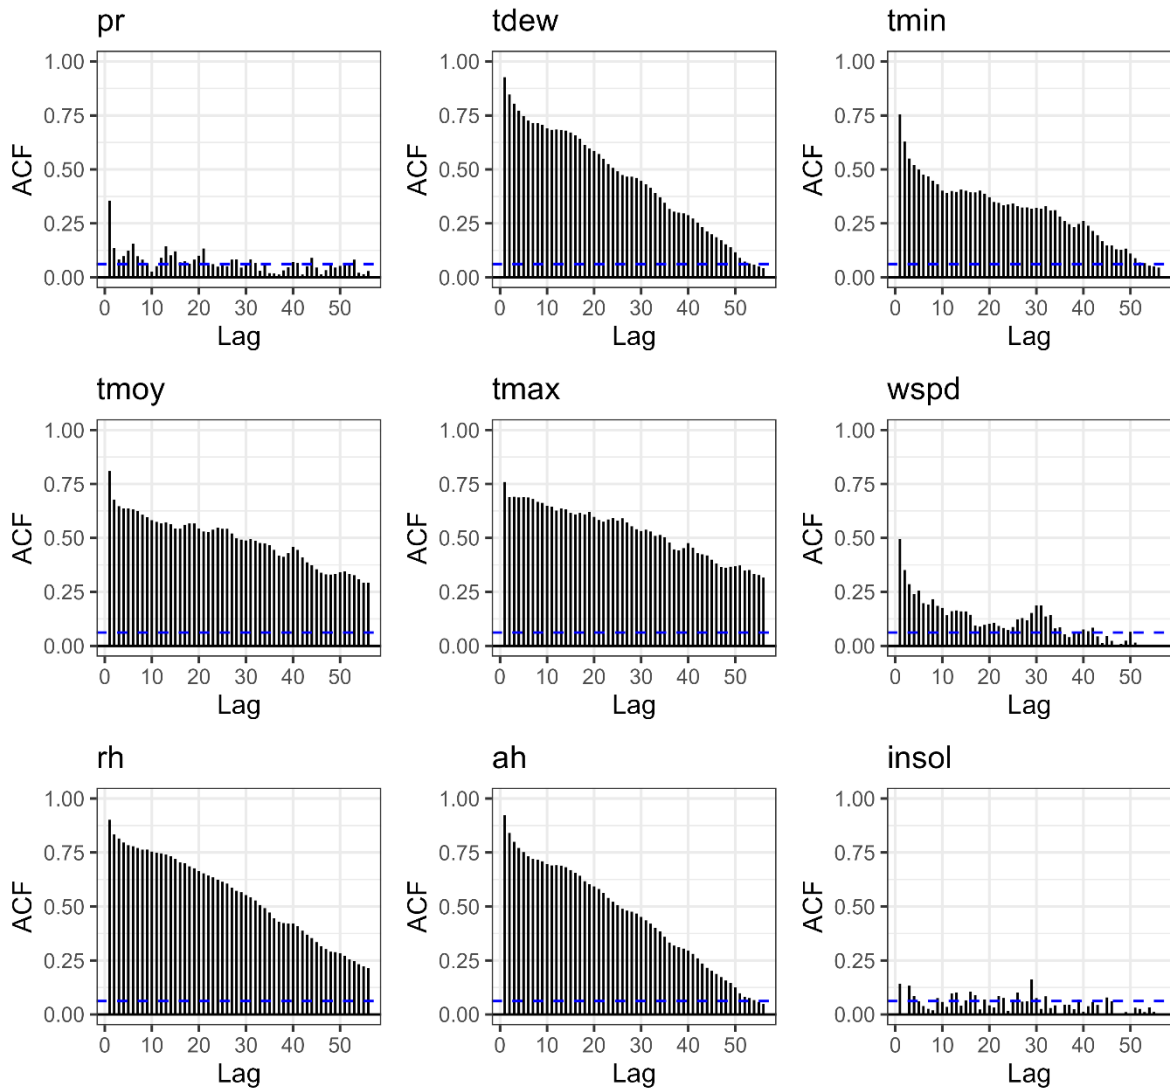 pr tdew tmin
1.00 1.00 1.00
0.75 0.75 0.75
ACF ACF ACF
0.50 0.50 0.50
0.25 0.25 0.25
0.00 0.00 0.00
0 10 20 30 40 50 0 10 20 30 40 50 0 10 20 30 40 50
Lag Lag Lag
tmoy tmax wspd
1.00 1.00 1.00
0.75 0.75 0.75
ACF ACF ACF
0.50 0.50 0.50
0.25 0.25 0.25
0.00 0.00 0.00
0 10 20 30 40 50 0 10 20 30 40 50 0 10 20 30 40 50
Lag Lag Lag
rh ah insol
1.00 1.00 1.00
0.75 0.75 0.75
ACF ACF ACF
0.50 0.50 0.50
0.25 0.25 0.25
0.00 0.00 0.00
0 10 20 30 40 50 0 10 20 30 40 50 0 10 20 30 40 50
Lag Lag Lag